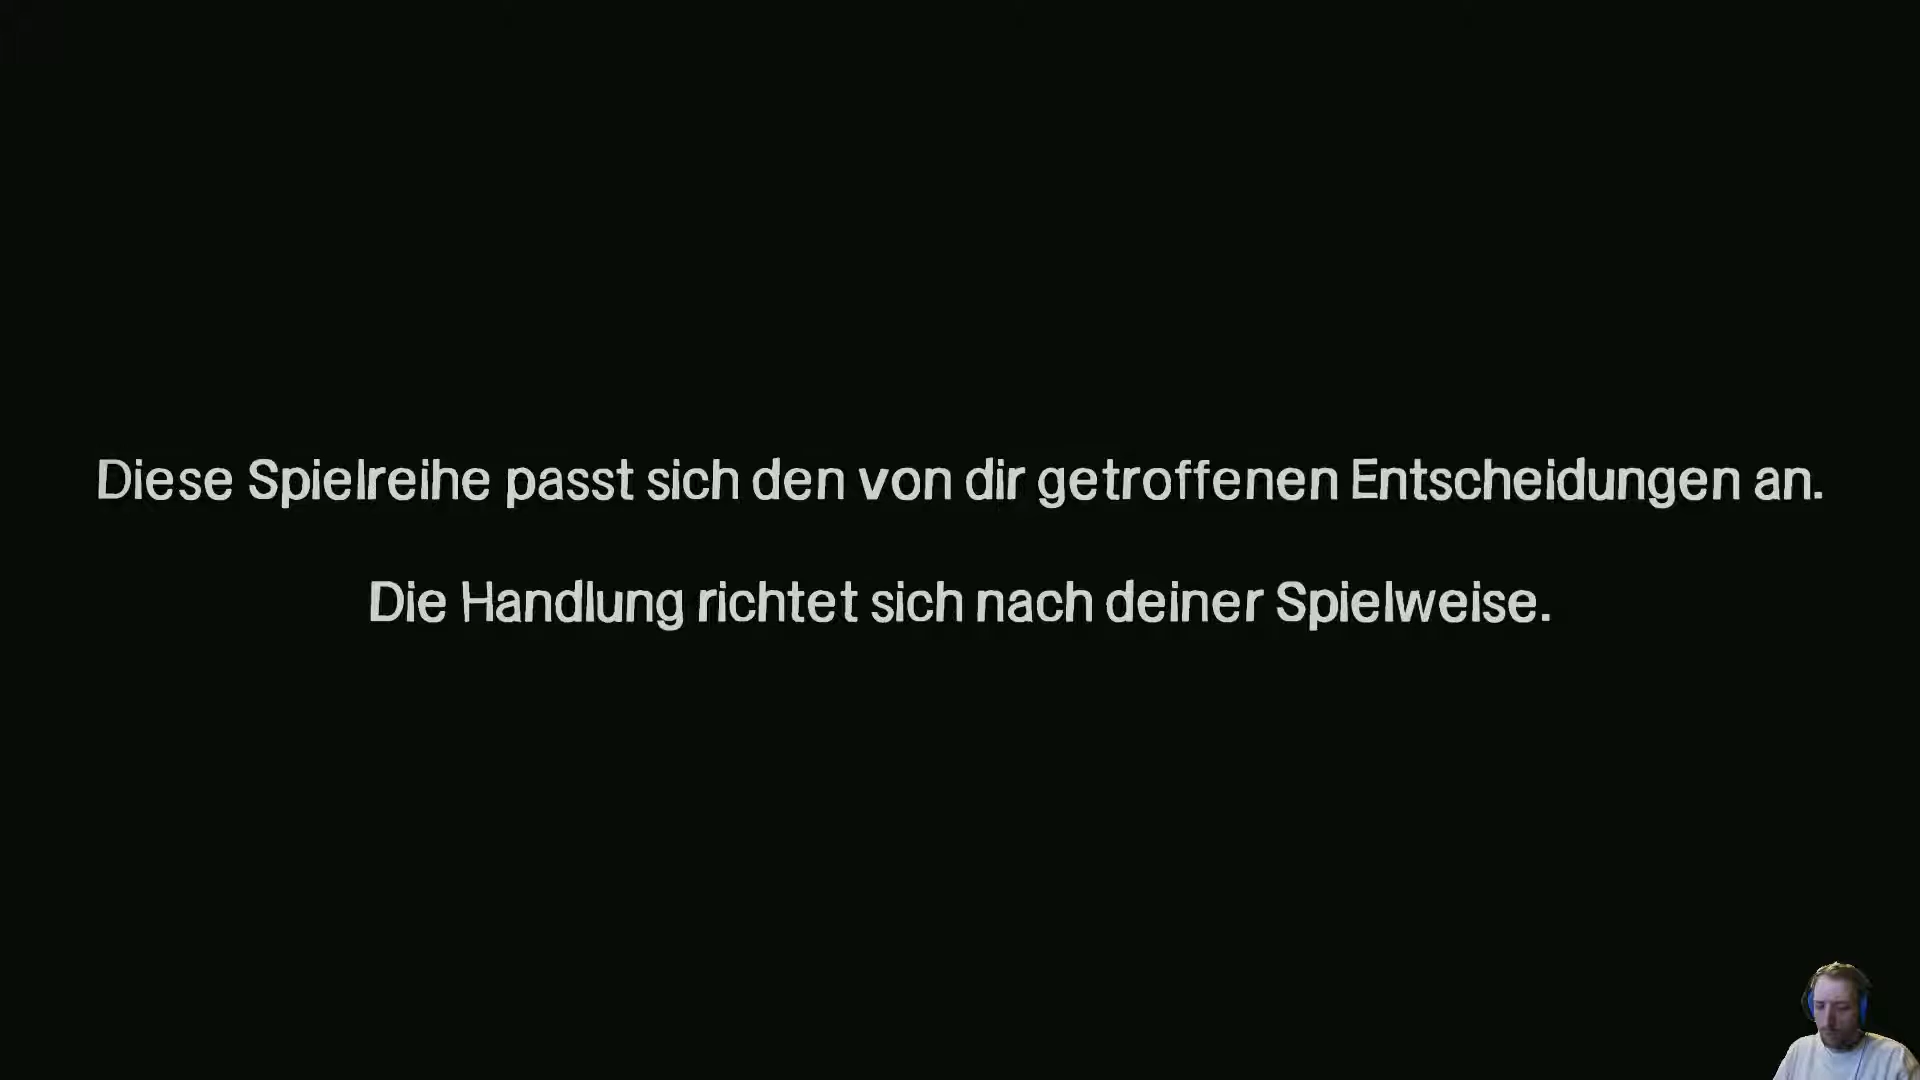 Diese Spielreihe passt sich den von dir getroffenen Entscheidungen an.
Die Handlung richtet sich nach deiner Spielweise.